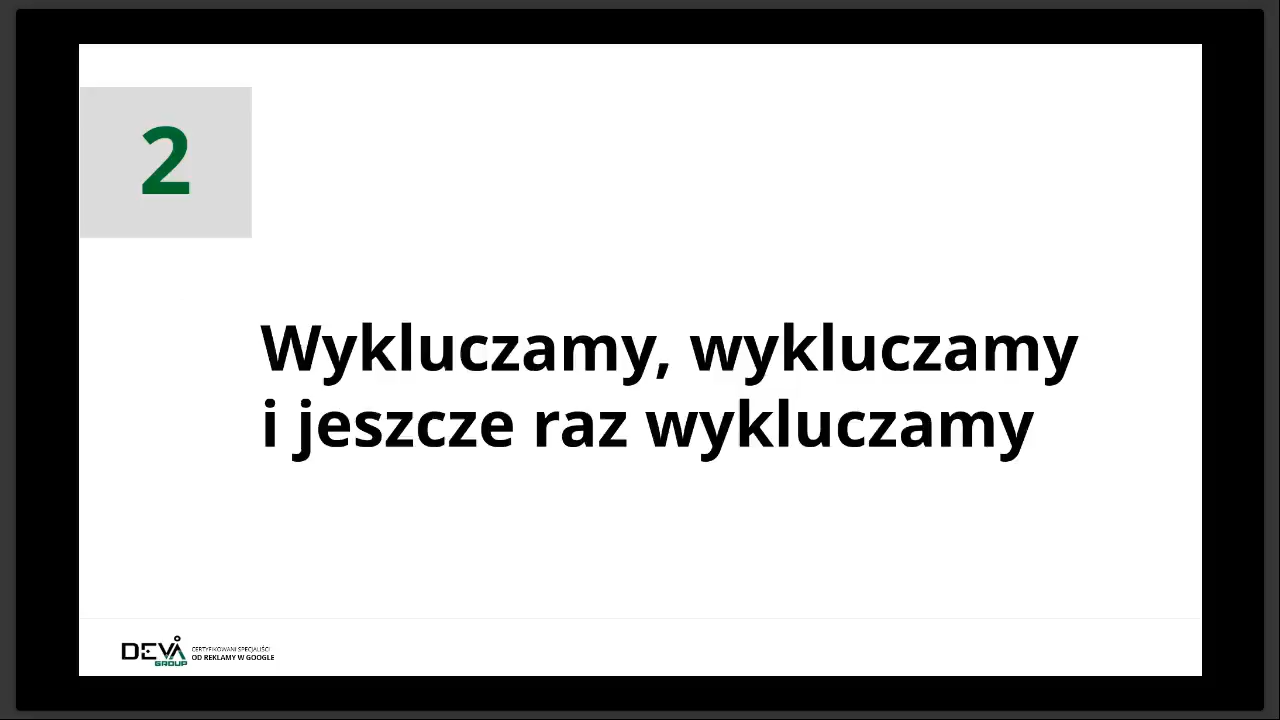 2
Wykluczamy, wykluczamy
i jeszcze raz wykluczamy
DEVA
GROUP
CERTYFIKOWANI SPECJALIŚCI
OD REKLAMY W GOOGLE